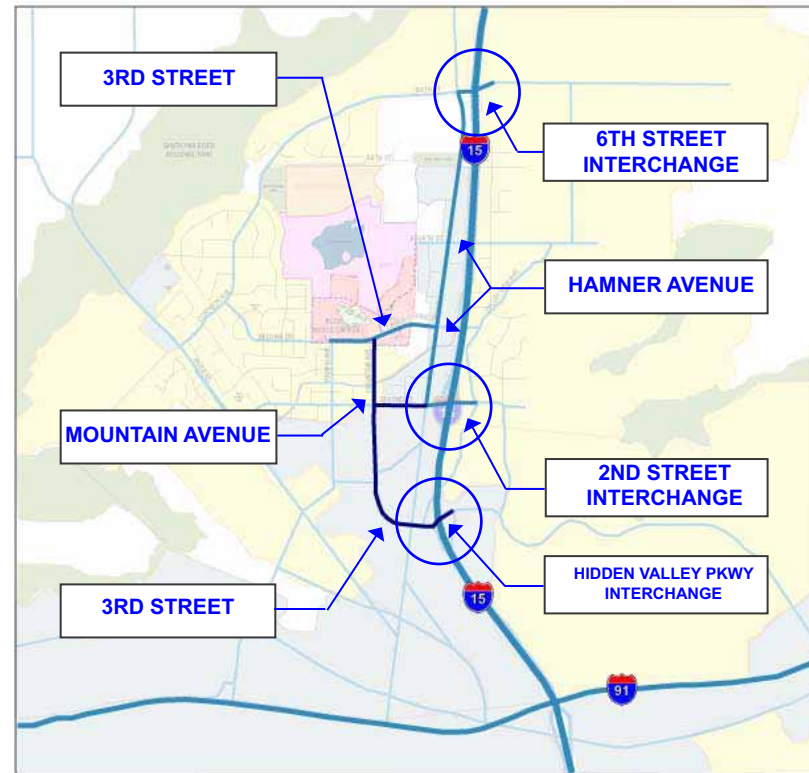 3RD STREET
6TH STREET
INTERCHANGE
15
HAMNER AVENUE
MOUNTAIN AVENUE
2ND STREET
INTERCHANGE
HIDDEN VALLEY PKWY
INTERCHANGE
3RD STREET
15
91